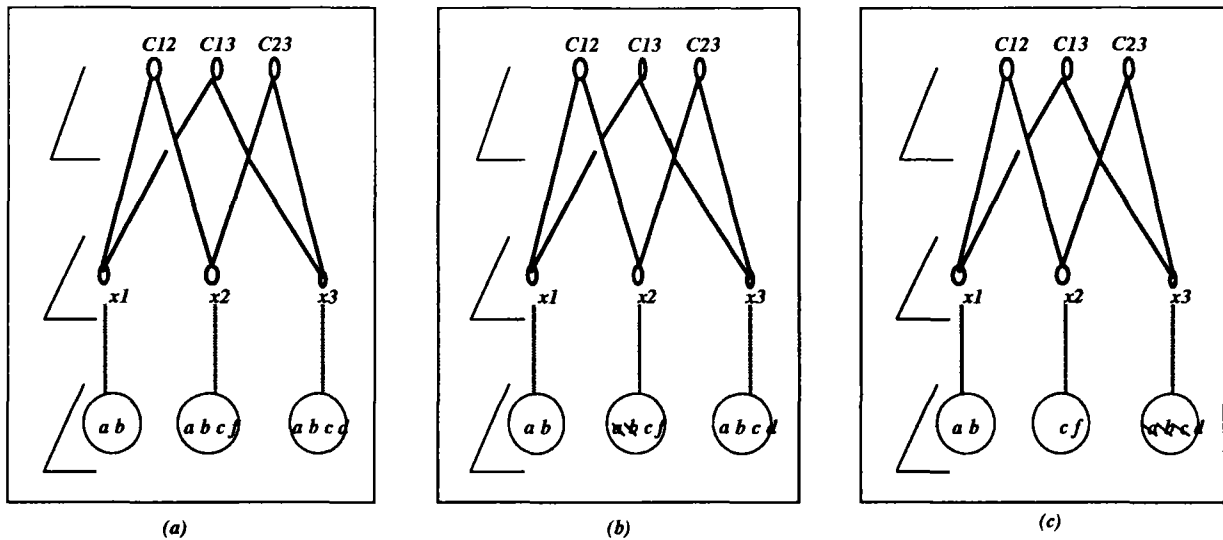 C12 C13 C23
x1 x2 x3
a b a b c f a b c d
(a)
C12 C13 C23
x1 x2 x3
a b a b c f a b c d
(b)
C12 C13 C23
x1 x2 x3
a b c f a b c d
(c)